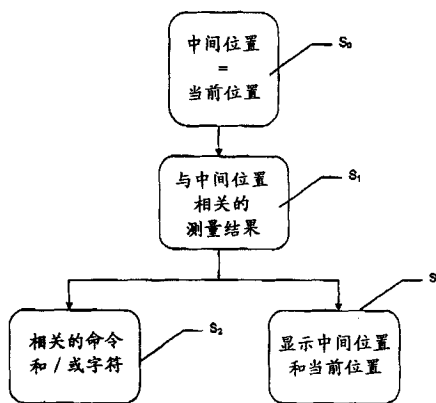 中间位置
=
当前位置
S₀
与中间位置
相关的
测量结果
S₁
相关的命令
和 / 或字符
S₂
显示中间位置
和当前位置
S